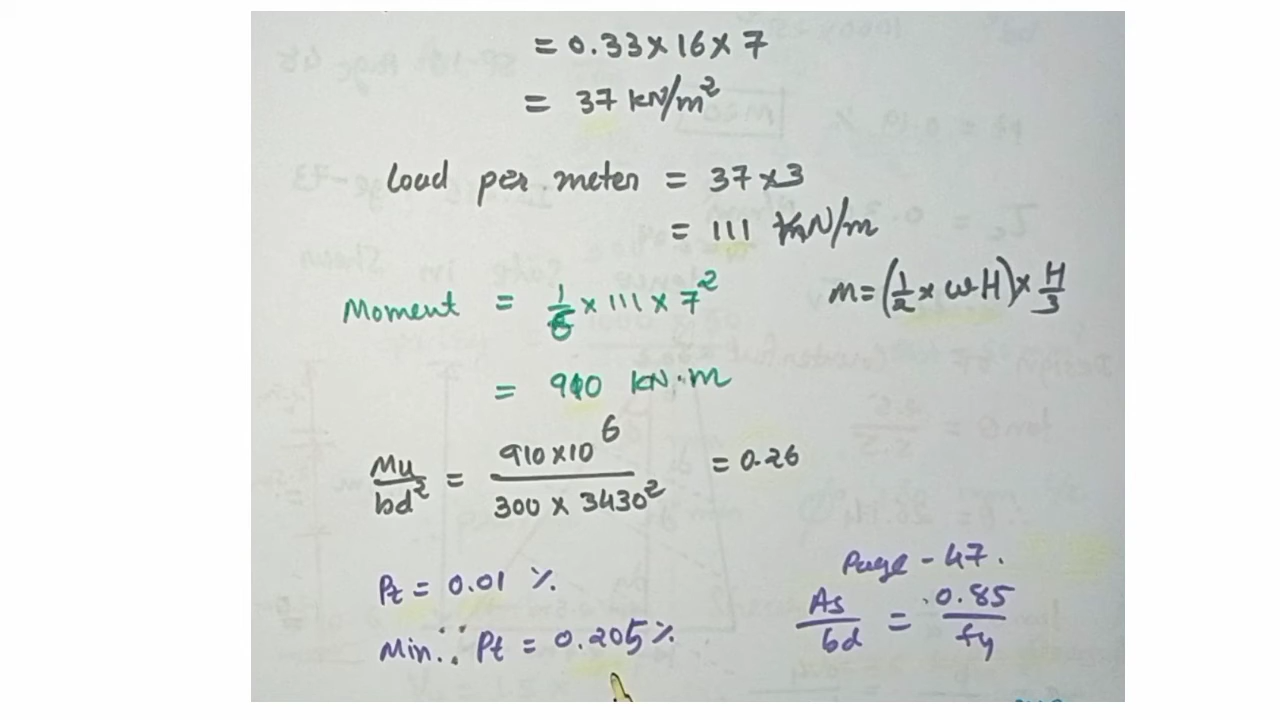 = 0.33 × 16 × 7
= 37 kN/m²
Load per meter = 37 × 3
= 111 kN/m
Moment = 1/6 × 111 × 7²
m = (1/2 × ωH) × H/3
= 910 kN.m
Mu/bd² = 910×10⁶/300 × 3430² = 0.26
Pt = 0.01 %
Page - 47.
Min. ∵ Pt = 0.205 %
As/bd = 0.85/fy